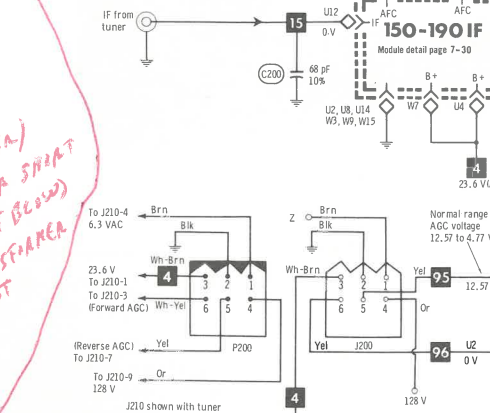 IF from
tuner
15
U12
0·V
AFC
AFC
IF
150-190 IF
Module detail page 7-30
C200
68 pF
10%
B+
B+
U2, U8, U14
W3, W9, W15
W7
U4
4
23.6 V
SHORT
BLOW)
To J210-4
6.3 VAC
Brn
Blk
Z
Brn
Blk
Normal range
AGC voltage
12.57 to 4.77 V
Wh-Brn
Wh-Brn
23.6 V
To J210-1
4
3 2 1
3 2 1
Yel
95
12.57
To J210-3
(Forward AGC)
Wh-Yel
6 5 4
6 5 4
Or
(Reverse AGC)
To J210-7
Yel
P200
Yel
J200
96
U2
0 V
To J210-9
128 V
Or
4
128 V
J210 shown with tuner